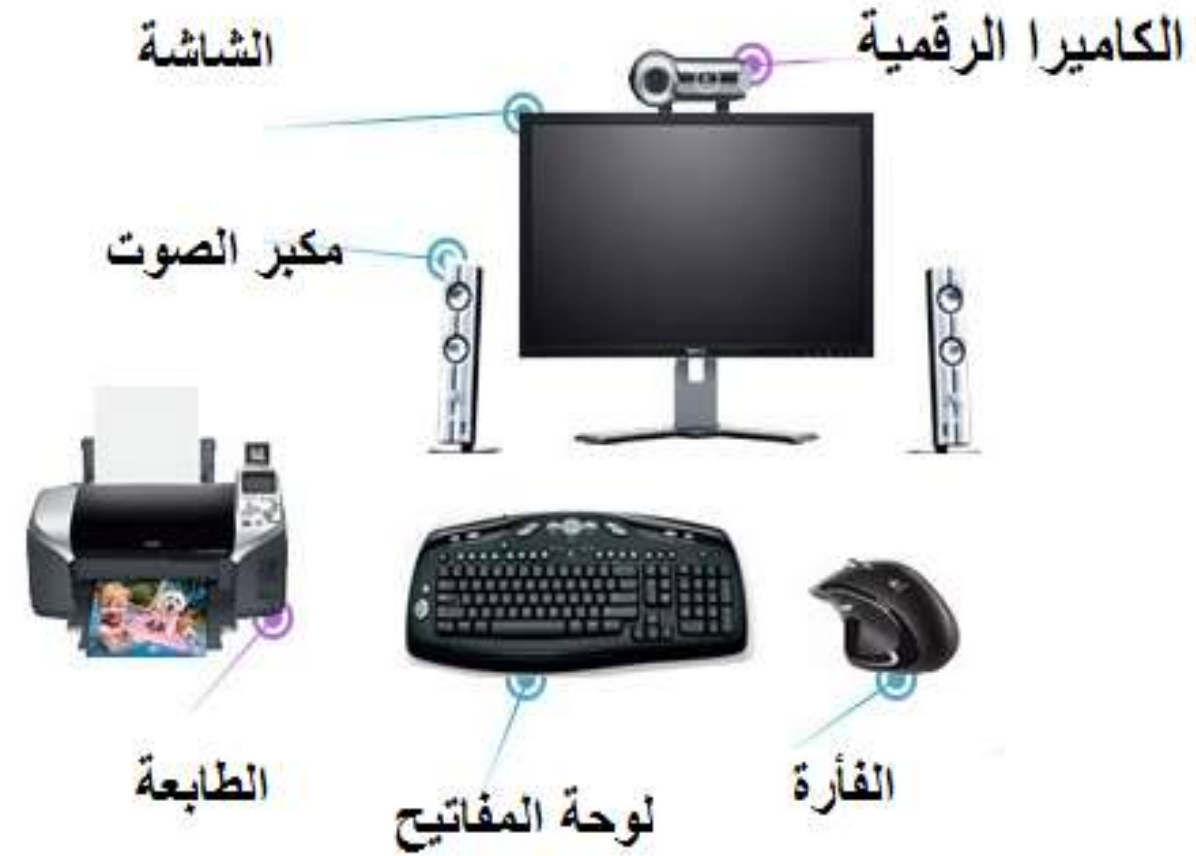 الكاميرا الرقمية
الشاشة
مكبر الصوت
الطابعة
لوحة المفاتيح
الفأرة